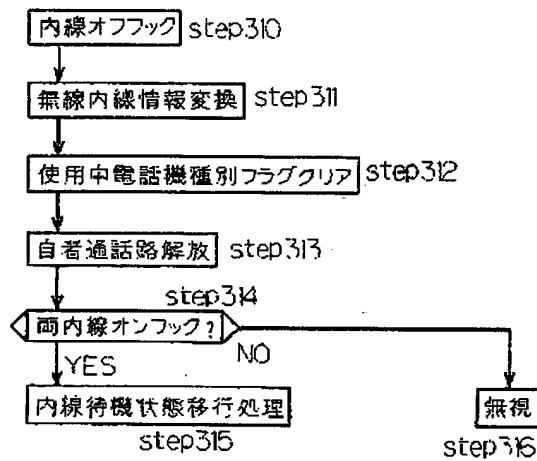 内線オフフック step310
無線内線情報変換 step311
使用中電話機種別フラグクリア step312
自者通話路解放 step313
step314
両内線オンフック?
YES
NO
内線待機状態移行処理
無視
step315
step316